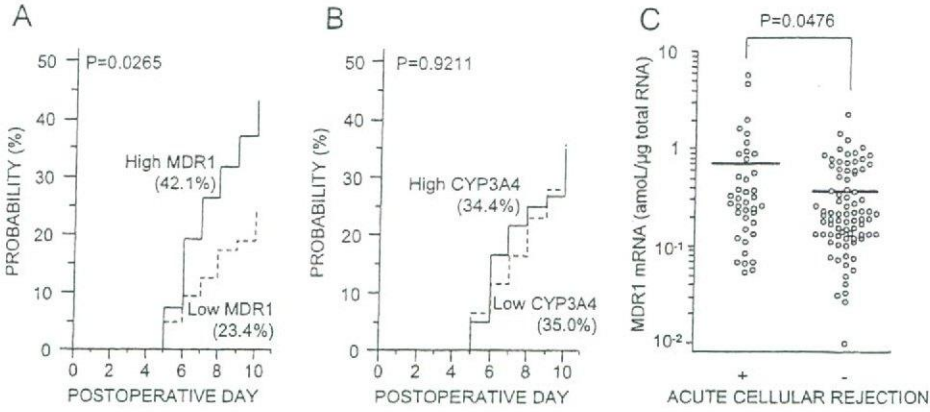 A
P=0.0265
50
40
30
20
10
0
High MDR1
(42.1%)
Low MDR1
(23.4%)
PROBABILITY (%)
0 2 4 6 8 10
POSTOPERATIVE DAY
B
P=0.9211
50
40
30
20
10
0
High CYP3A4
(34.4%)
Low CYP3A4
(35.0%)
PROBABILITY (%)
0 2 4 6 8 10
POSTOPERATIVE DAY
C
P=0.0476
10
1
10-1
10-2
MDR1 mRNA (amoL/μg total RNA)
+ -
ACUTE CELLULAR REJECTION